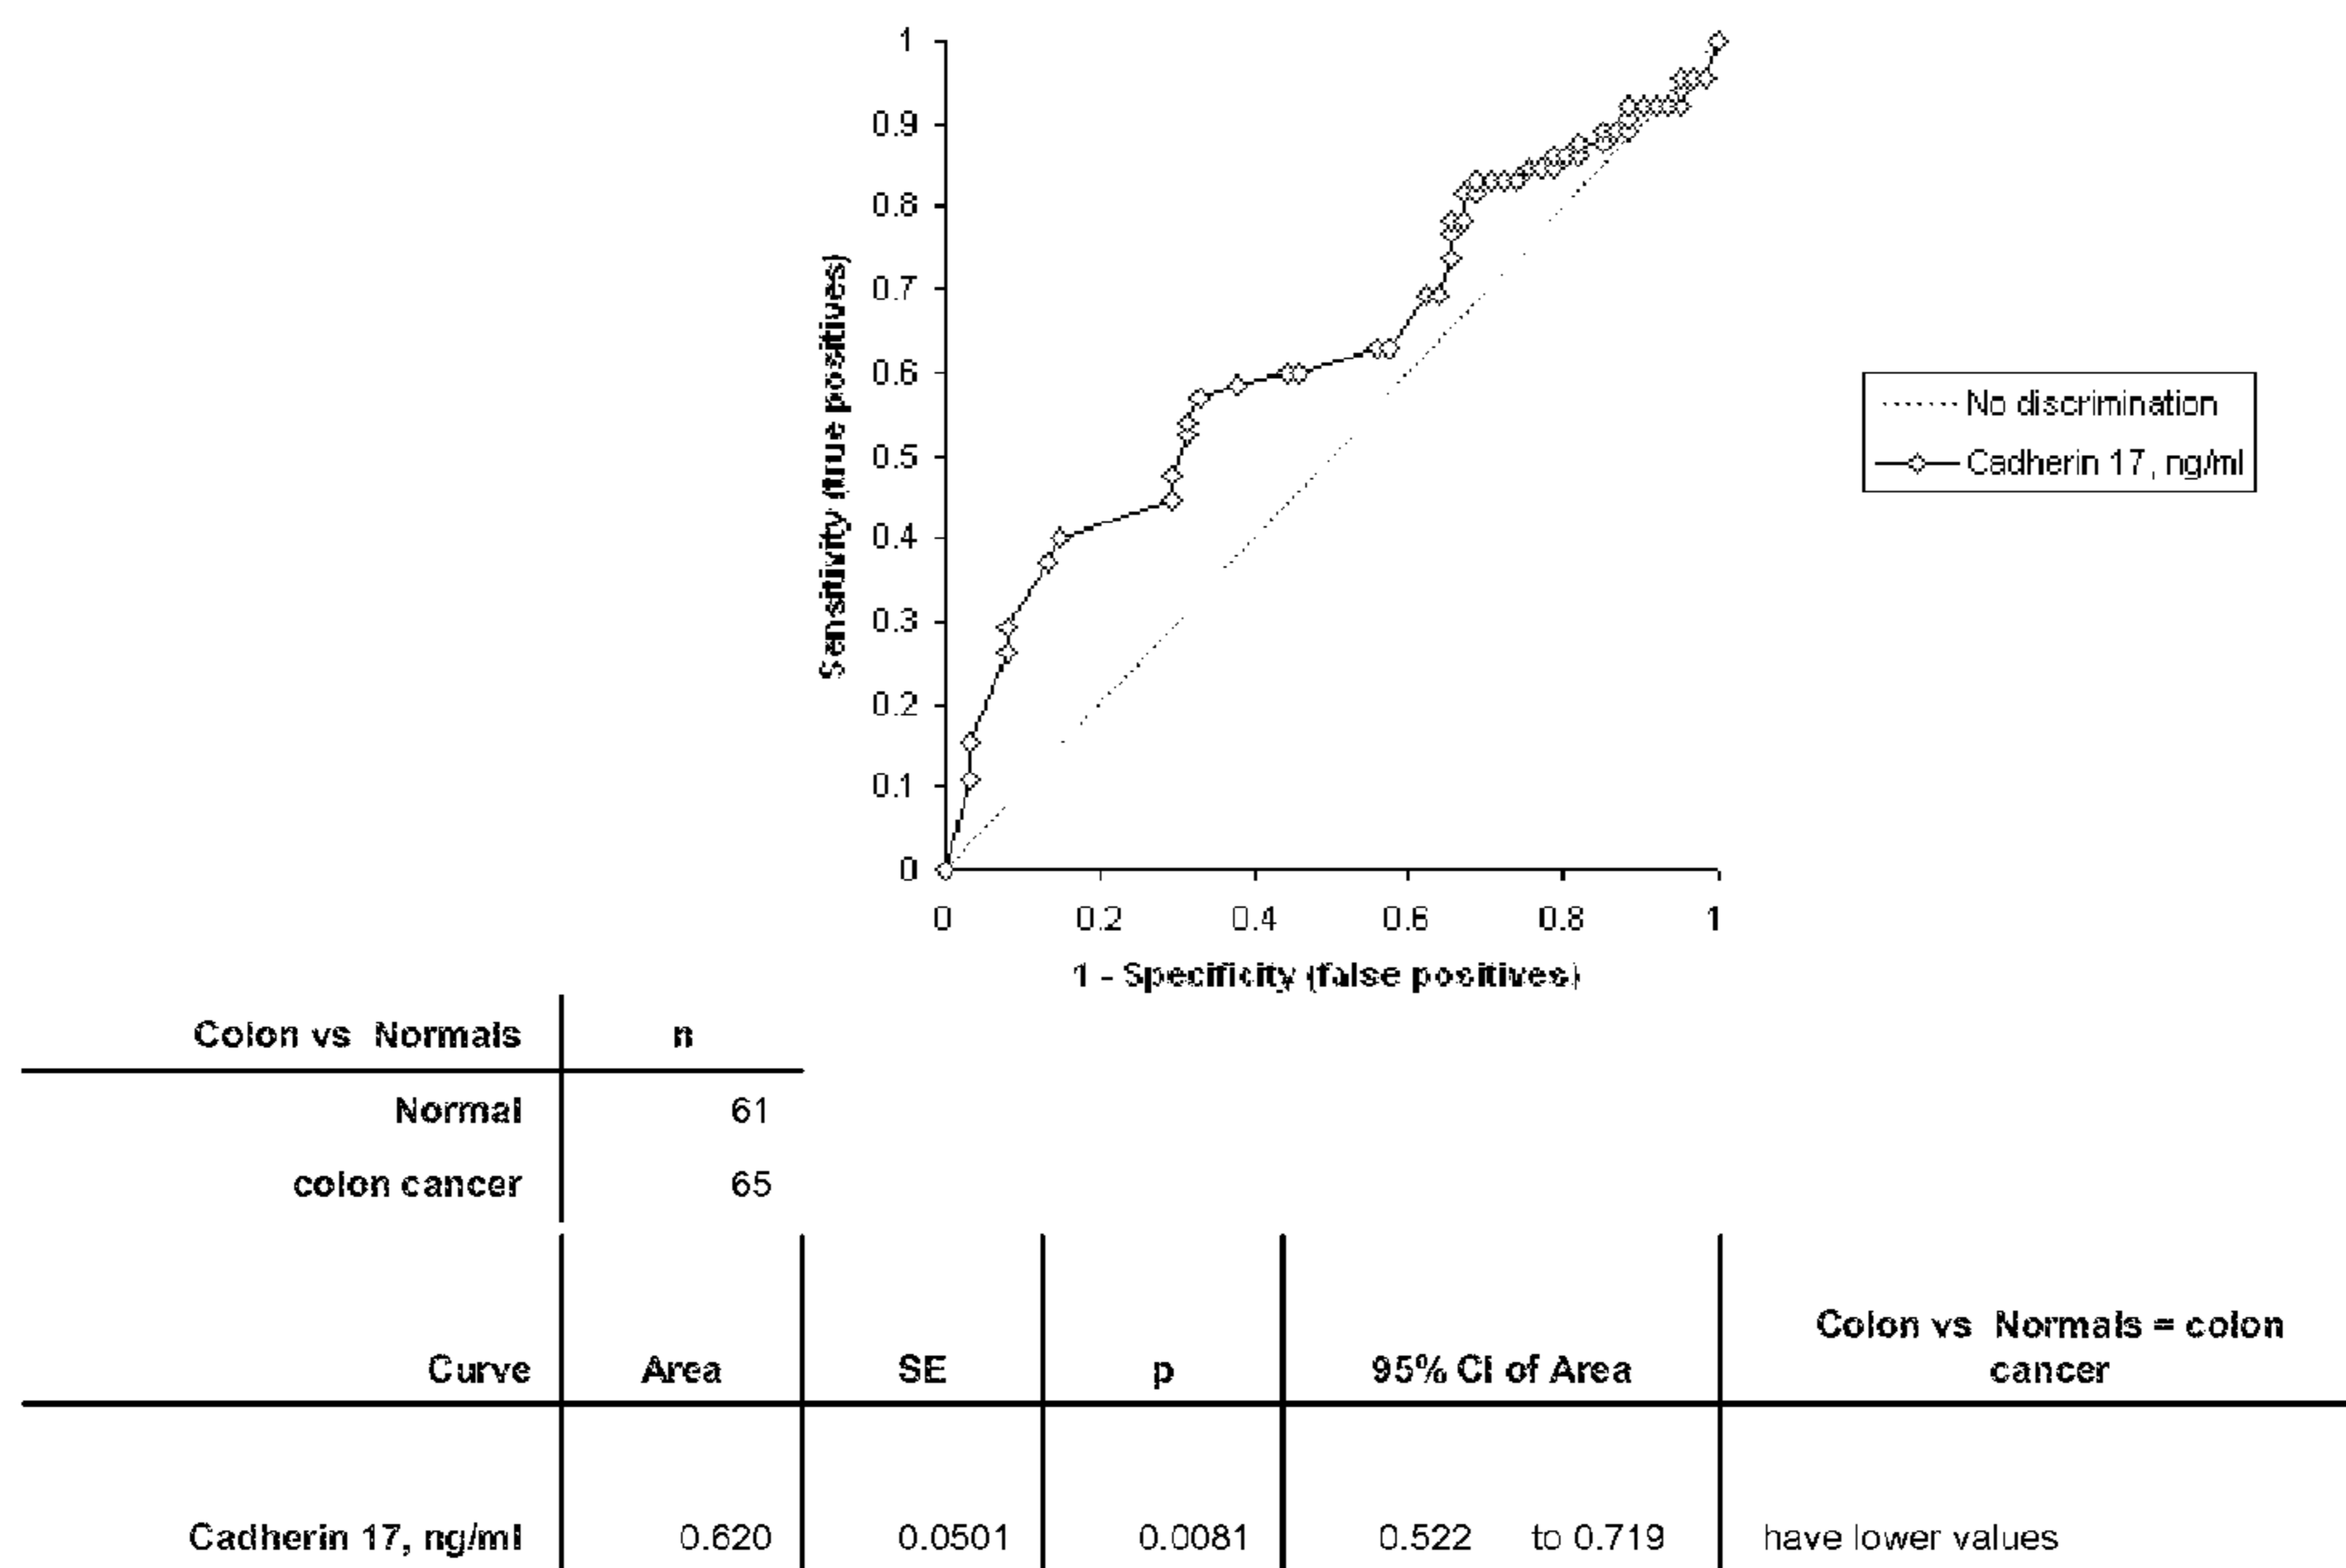 1
0.9
0.8
0.7
0.6
0.5
0.4
0.3
0.2
0.1
0
Sensitivity (true positives)
0 0.2 0.4 0.6 0.8 1
1 - Specificity (false positives)
No discrimination
Cadherin 17, ng/ml
Colon vs Normals n
Normal 61
colon cancer 65
Colon vs Normals = colon
Curve Area SE p 95% CI of Area cancer
Cadherin 17, ng/ml 0.620 0.0501 0.0081 0.522 to 0.719 have lower values